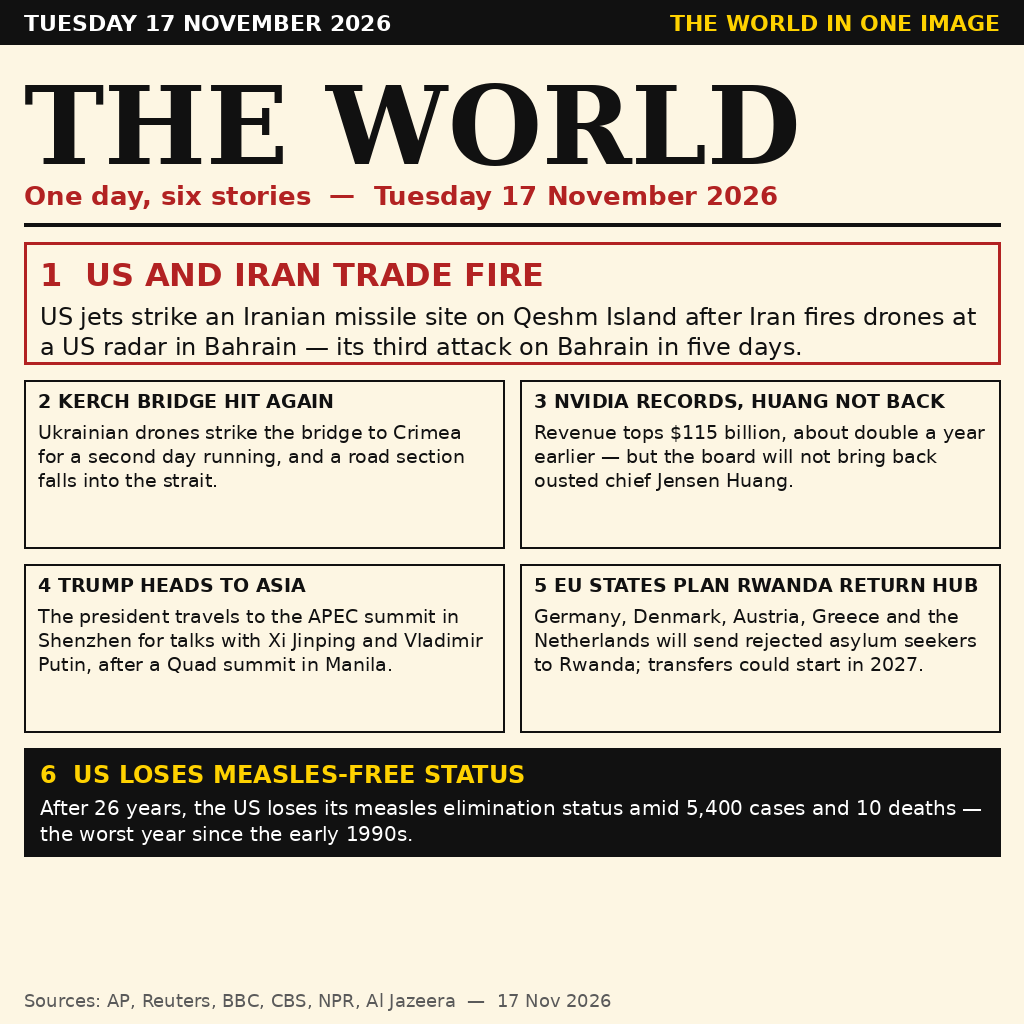 TUESDAY 17 NOVEMBER 2026
THE WORLD IN ONE IMAGE
THE WORLD
One day, six stories — Tuesday 17 November 2026
1 US AND IRAN TRADE FIRE
US jets strike an Iranian missile site on Qeshm Island after Iran fires drones at
a US radar in Bahrain — its third attack on Bahrain in five days.
2 KERCH BRIDGE HIT AGAIN
Ukrainian drones strike the bridge to Crimea
for a second day running, and a road section
falls into the strait.
3 NVIDIA RECORDS, HUANG NOT BACK
Revenue tops $115 billion, about double a year
earlier — but the board will not bring back
ousted chief Jensen Huang.
4 TRUMP HEADS TO ASIA
The president travels to the APEC summit in
Shenzhen for talks with Xi Jinping and Vladimir
Putin, after a Quad summit in Manila.
5 EU STATES PLAN RWANDA RETURN HUB
Germany, Denmark, Austria, Greece and the
Netherlands will send rejected asylum seekers
to Rwanda; transfers could start in 2027.
6 US LOSES MEASLES-FREE STATUS
After 26 years, the US loses its measles elimination status amid 5,400 cases and 10 deaths —
the worst year since the early 1990s.
Sources: AP, Reuters, BBC, CBS, NPR, Al Jazeera — 17 Nov 2026